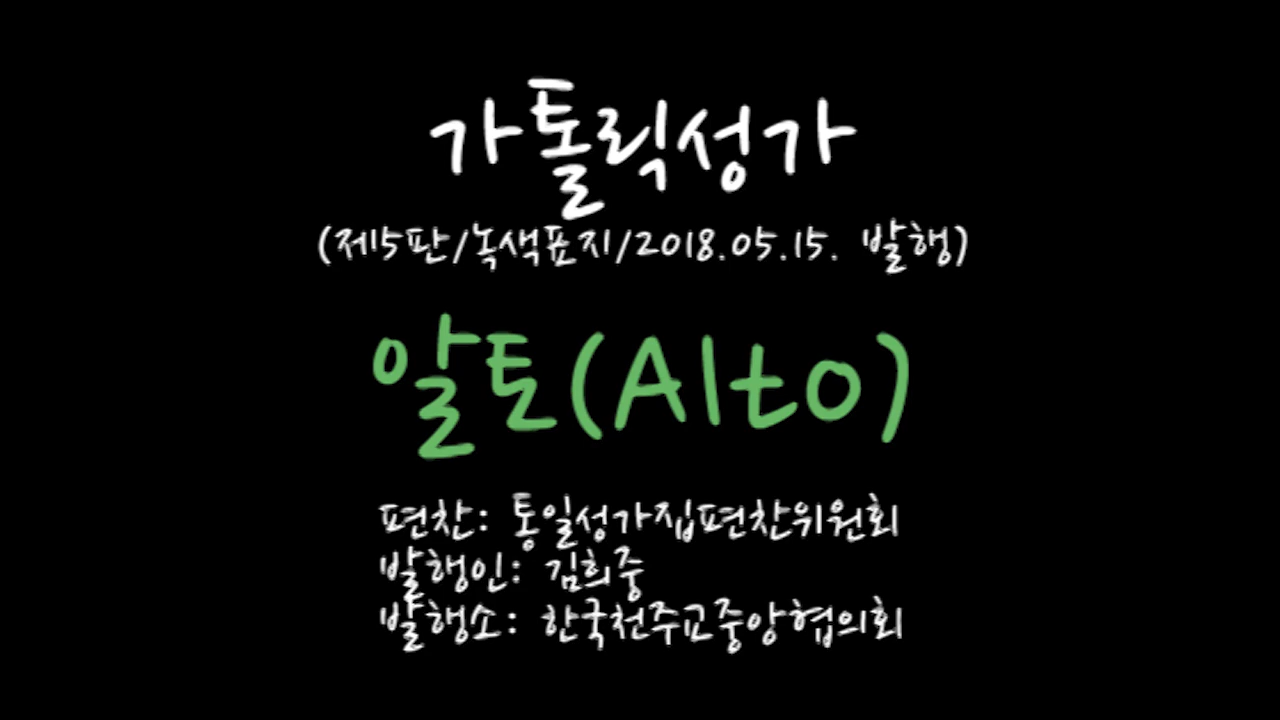 가톨릭성가
(제15판/녹색표지/2018.05.15. 발행)
알토(Alto)
편찬: 통일성가집편찬위원회
발행인: 김희중
발행소: 한국천주교중앙협의회